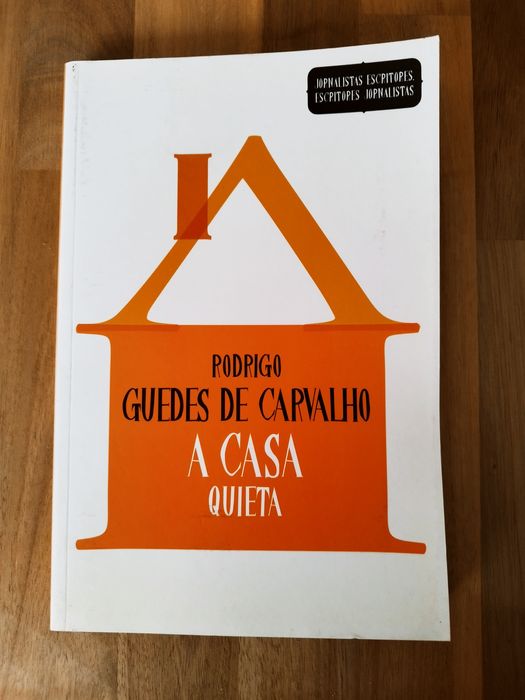 JORNALISTAS ESCRITORES,
ESCRITORES JORNALISTAS
RODRIGO
GUEDES DE CARVALHO
A CASA
QUIETA